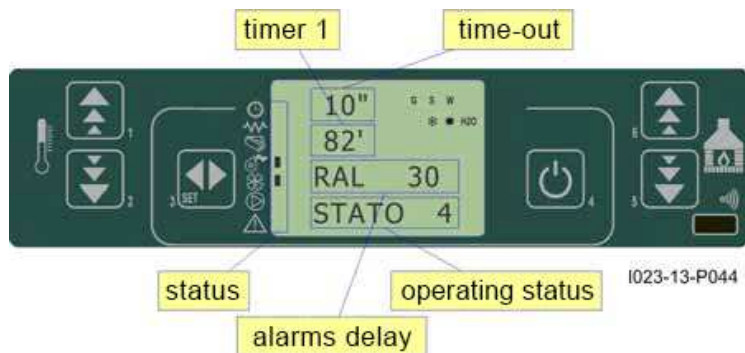 timer 1 time-out
10" G S W
H2O
82'
RAL 30
STATO 4
1
2
3 SET
4
6
5
I023-13-P044
status
operating status
alarms delay